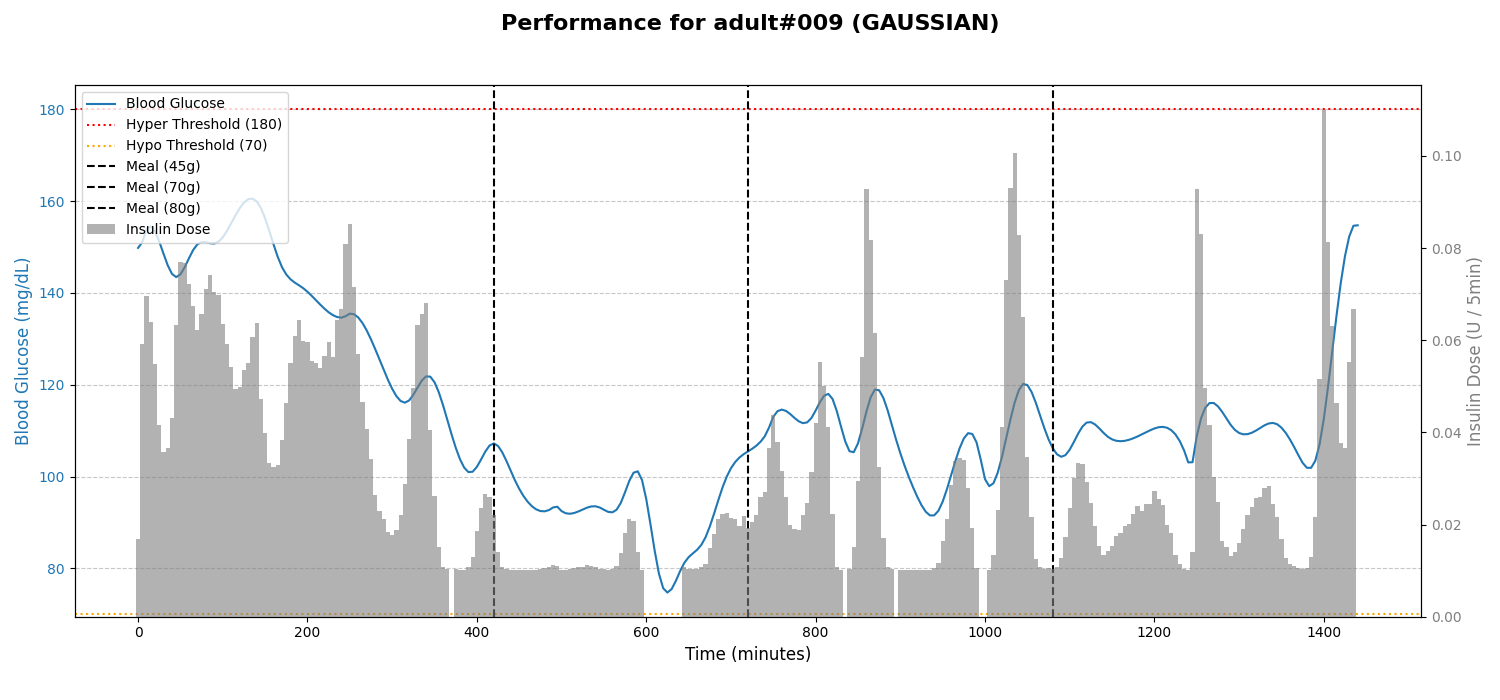 Performance for adult#009 (GAUSSIAN)
Blood Glucose
Hyper Threshold (180)
Hypo Threshold (70)
Meal (45g)
Meal (70g)
Meal (80g)
Insulin Dose
Blood Glucose (mg/dL)
180
160
140
120
100
80
0.10
0.08
0.06
0.04
0.02
0.00
Insulin Dose (U / 5min)
0 200 400 600 800 1000 1200 1400
Time (minutes)